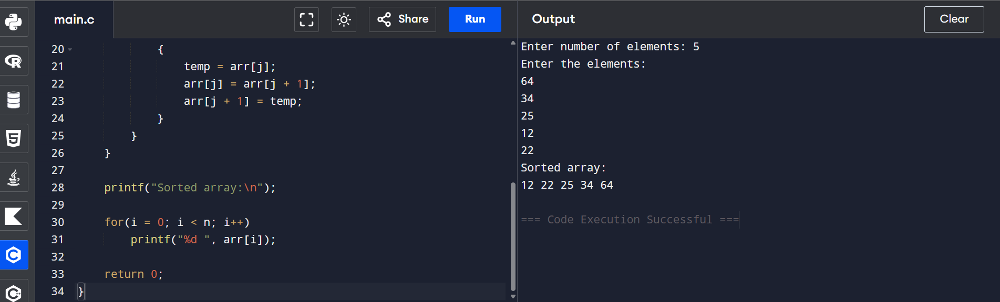 main.c
Share
Run
Output
Clear
20 {
21 temp = arr[j];
22 arr[j] = arr[j + 1];
23 arr[j + 1] = temp;
24 }
25 }
26 }
27
28 printf("Sorted array:\n");
29
30 for(i = 0; i < n; i++)
31 printf("%d ", arr[i]);
32
33 return 0;
34 }
Enter number of elements: 5
Enter the elements:
64
34
25
12
22
Sorted array:
12 22 25 34 64
=== Code Execution Successful ===